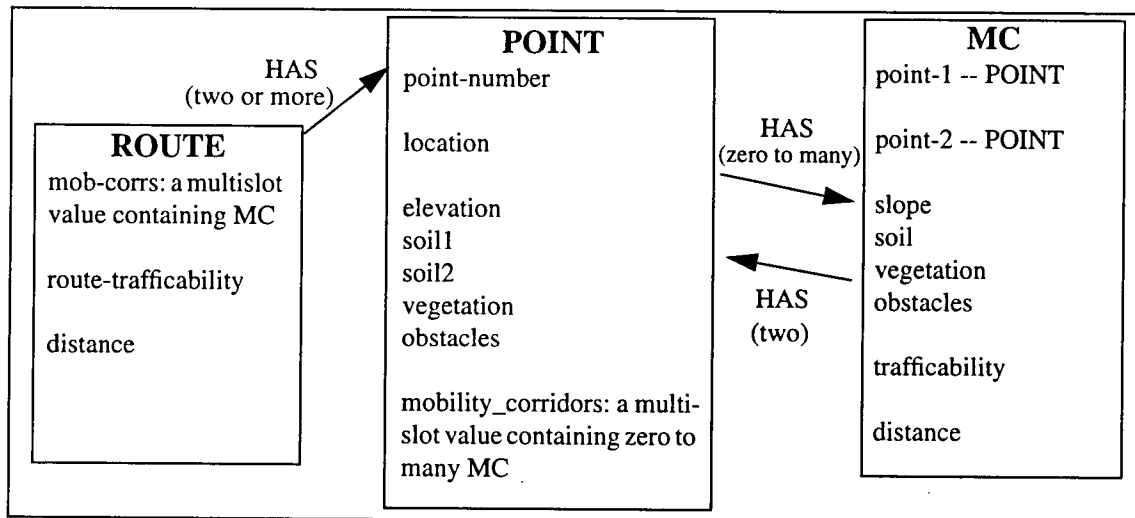 HAS
(two or more)
ROUTE
mob-corrs: a multislot
value containing MC
route-trafficability
distance
POINT
point-number
location
elevation
soil1
soil2
vegetation
obstacles
mobility_corridors: a multi-
slot value containing zero to
many MC
HAS
(zero to many)
HAS
(two)
MC
point-1 -- POINT
point-2 -- POINT
slope
soil
vegetation
obstacles
trafficability
distance